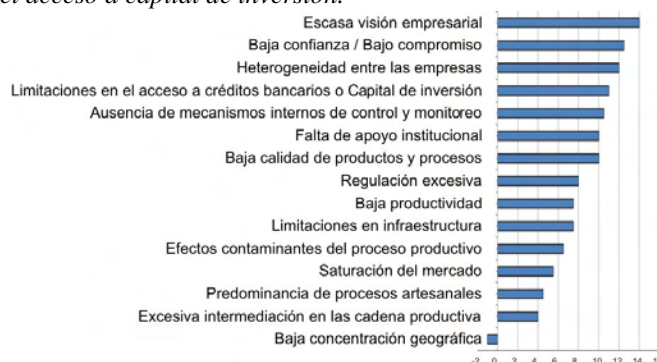 el acceso a capital de inversión.
Escasa visión empresarial
Baja confianza / Bajo compromiso
Heterogeneidad entre las empresas
Limitaciones en el acceso a créditos bancarios o Capital de inversión
Ausencia de mecanismos internos de control y monitoreo
Falta de apoyo institucional
Baja calidad de productos y procesos
Regulación excesiva
Baja productividad
Limitaciones en infraestructura
Efectos contaminantes del proceso productivo
Saturación del mercado
Predominancia de procesos artesanales
Excesiva intermediación en las cadena productiva
Baja concentración geográfica
-2 0 2 4 6 8 10 12 14